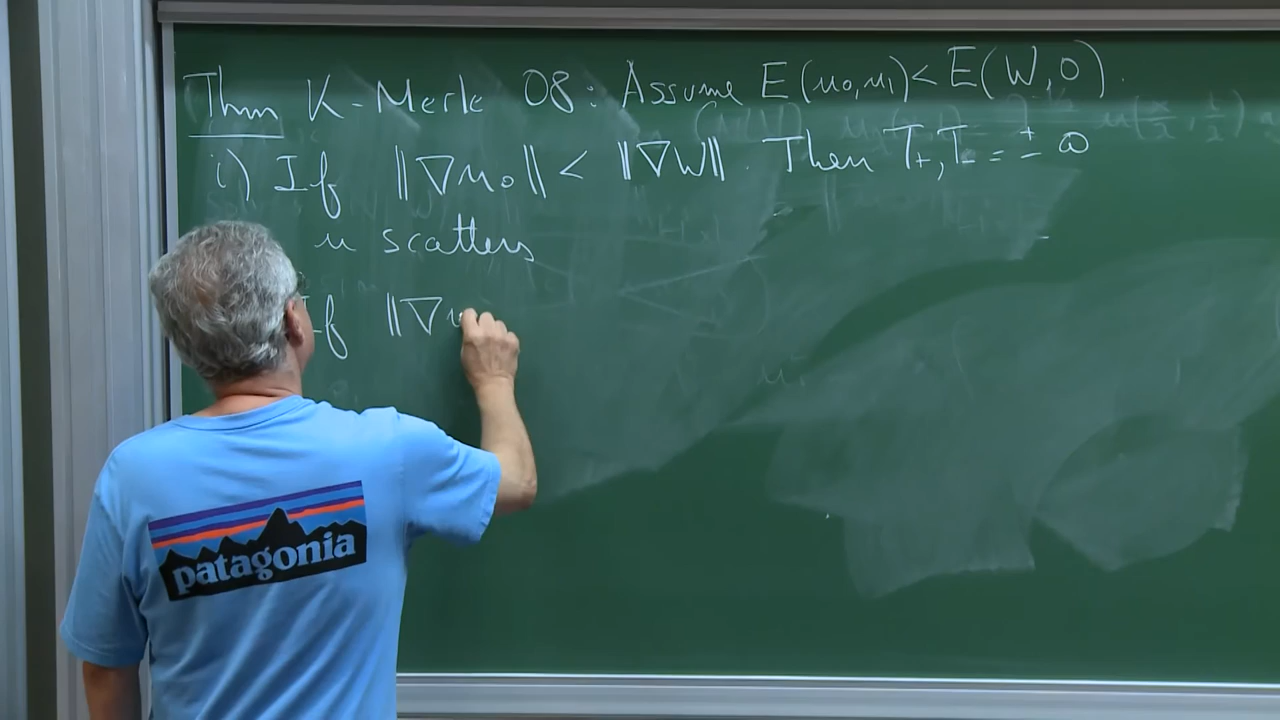 Thm K-Merle 08: Assume E(u₀,u₁) < E(W,0).
i) If ‖∇u₀‖ < ‖∇W‖. Then T₊,T₋ = ±∞
u scatters
If ‖∇u
patagonia